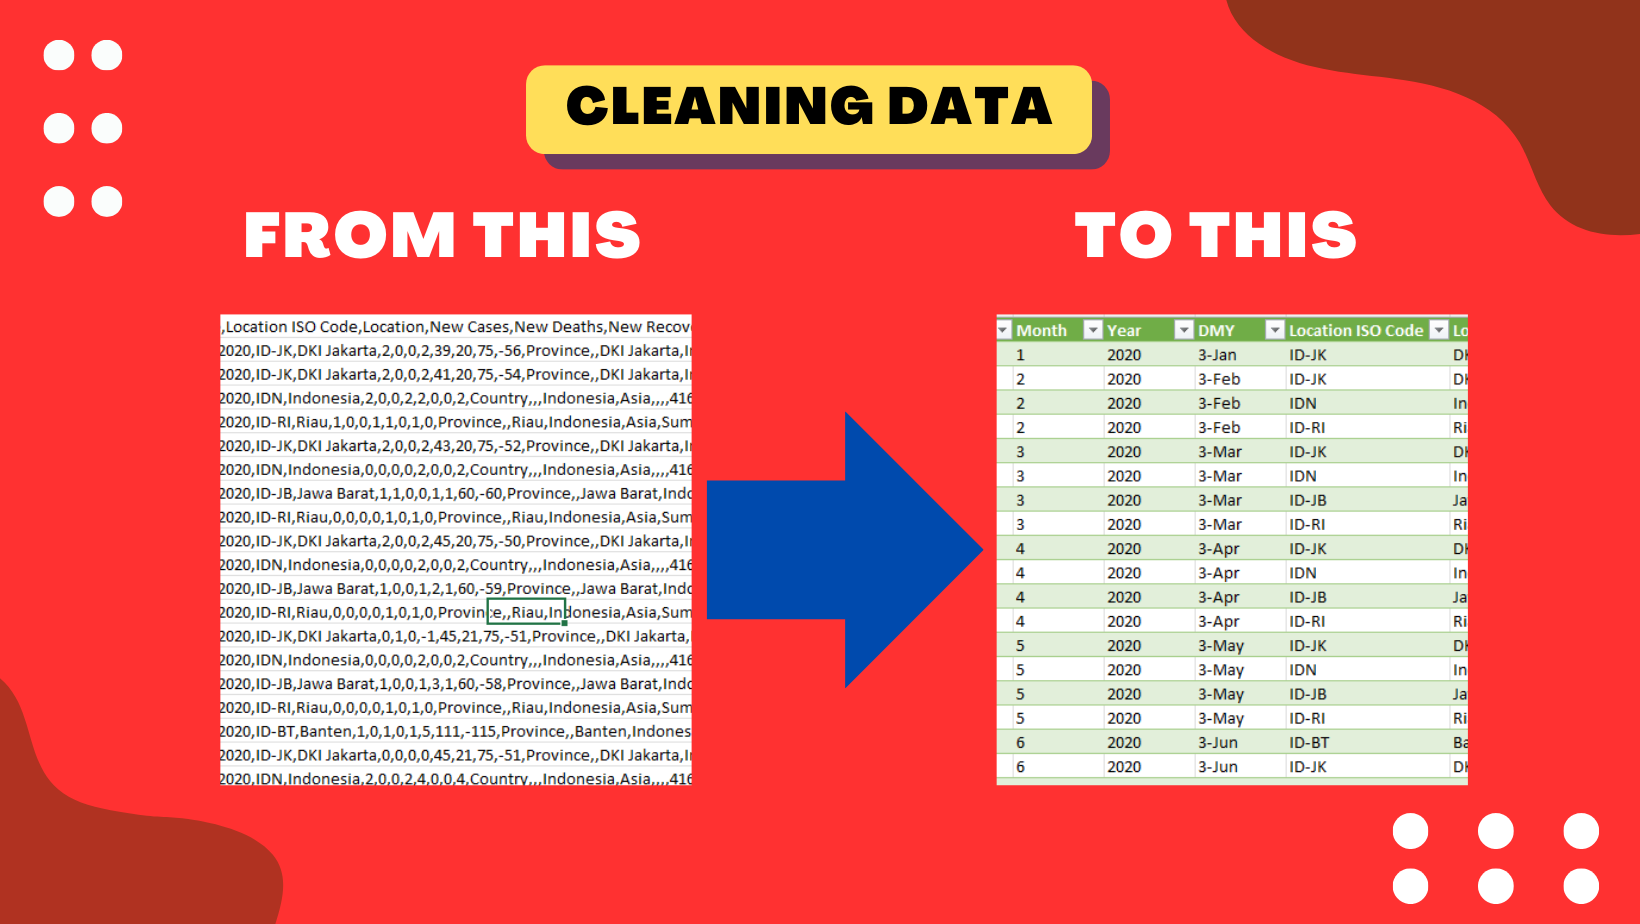 CLEANING DATA
FROM THIS
TO THIS
,Location ISO Code,Location,New Cases,New Deaths,New Recov
2020,ID-JK,DKI Jakarta,2,0,0,2,39,20,75,-56,Province,,DKI Jakarta,I
2020,ID-JK,DKI Jakarta,2,0,0,2,41,20,75,-54,Province,,DKI Jakarta,I
2020,IDN,Indonesia,2,0,0,2,2,0,0,2,Country,,,Indonesia,Asia,,,,416
2020,ID-RI,Riau,1,0,0,1,1,0,1,0,Province,,Riau,Indonesia,Asia,Sum
2020,ID-JK,DKI Jakarta,2,0,0,2,43,20,75,-52,Province,,DKI Jakarta,I
2020,IDN,Indonesia,0,0,0,0,2,0,0,2,Country,,,Indonesia,Asia,,,,416
2020,ID-JB,Jawa Barat,1,1,0,0,1,1,60,-60,Province,,Jawa Barat,Indo
2020,ID-RI,Riau,0,0,0,0,1,0,1,0,Province,,Riau,Indonesia,Asia,Sum
2020,ID-JK,DKI Jakarta,2,0,0,2,45,20,75,-50,Province,,DKI Jakarta,I
2020,IDN,Indonesia,0,0,0,0,2,0,0,2,Country,,,Indonesia,Asia,,,,416
2020,ID-JB,Jawa Barat,1,0,0,1,2,1,60,-59,Province,,Jawa Barat,Indo
2020,ID-RI,Riau,0,0,0,0,1,0,1,0,Province,,Riau,Indonesia,Asia,Sum
2020,ID-JK,DKI Jakarta,0,1,0,-1,45,21,75,-51,Province,,DKI Jakarta,
2020,IDN,Indonesia,0,0,0,0,2,0,0,2,Country,,,Indonesia,Asia,,,,416
2020,ID-JB,Jawa Barat,1,0,0,1,3,1,60,-58,Province,,Jawa Barat,Indo
2020,ID-RI,Riau,0,0,0,0,1,0,1,0,Province,,Riau,Indonesia,Asia,Sum
2020,ID-BT,Banten,1,0,1,0,1,5,111,-115,Province,,Banten,Indones
2020,ID-JK,DKI Jakarta,0,0,0,0,45,21,75,-51,Province,,DKI Jakarta,I
2020,IDN,Indonesia,2,0,0,2,4,0,0,4,Country,,,Indonesia,Asia,,,,416
Month Year DMY Location ISO Code Lo
1 2020 3-Jan ID-JK DK
2 2020 3-Feb ID-JK DK
2 2020 3-Feb IDN In
2 2020 3-Feb ID-RI Ri
3 2020 3-Mar ID-JK DK
3 2020 3-Mar IDN In
3 2020 3-Mar ID-JB Ja
3 2020 3-Mar ID-RI Ri
4 2020 3-Apr ID-JK DK
4 2020 3-Apr IDN In
4 2020 3-Apr ID-JB Ja
4 2020 3-Apr ID-RI Ri
5 2020 3-May ID-JK DK
5 2020 3-May IDN In
5 2020 3-May ID-JB Ja
5 2020 3-May ID-RI Ri
6 2020 3-Jun ID-BT Ba
6 2020 3-Jun ID-JK DK